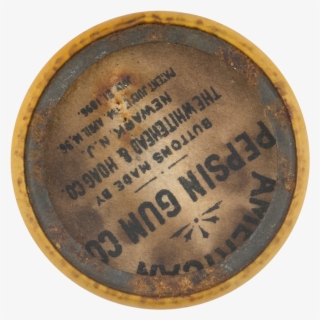 AMERICAN
PEPSIN GUM CO.
BUTTONS MADE BY
THE WHITEHEAD & HOAG CO.
NEWARK, N. J.